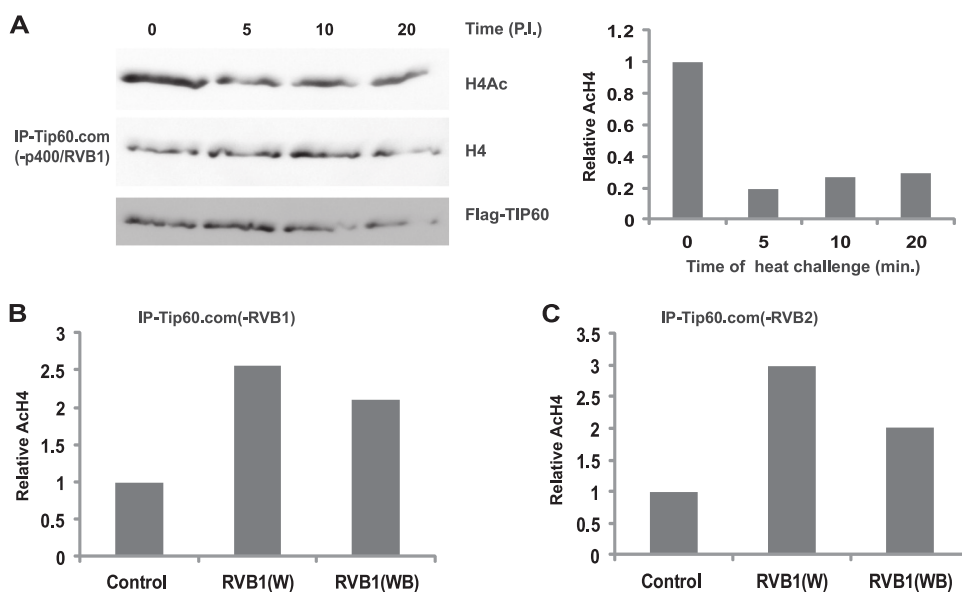 A
0 5 10 20 Time (P.I.)
H4Ac
IP-Tip60.com
(-p400/RVB1)
H4
Flag-TIP60
Relative AcH4
1.2
1
0.8
0.6
0.4
0.2
0
0 5 10 20
Time of heat challenge (min.)
B
IP-Tip60.com(-RVB1)
Relative AcH4
3
2.5
2
1.5
1
0.5
0
Control RVB1(W) RVB1(WB)
C
IP-Tip60.com(-RVB2)
Relative AcH4
3.5
3
2.5
2
1.5
1
0.5
0
Control RVB1(W) RVB1(WB)